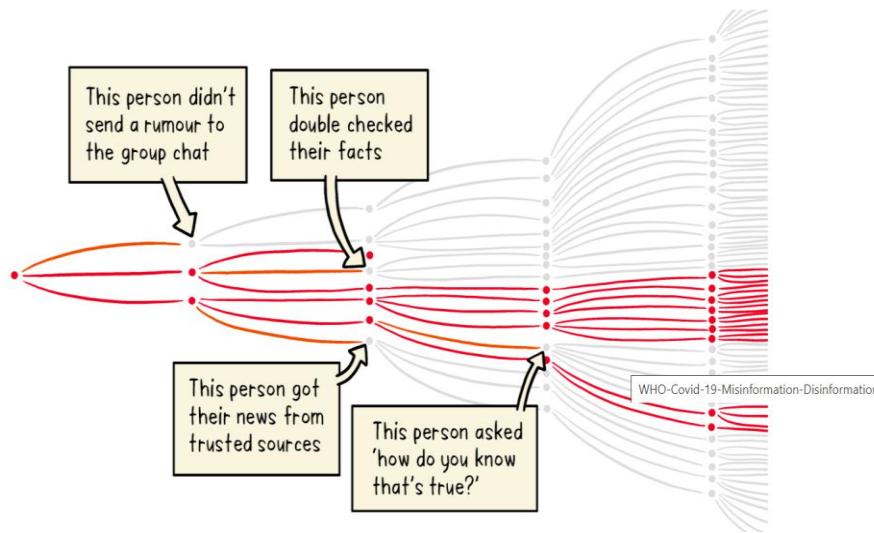 This person didn't
send a rumour to
the group chat
This person
double checked
their facts
This person got
their news from
trusted sources
This person asked
'how do you know
that's true?'
WHO-Covid-19-Misinformation-Disinformation